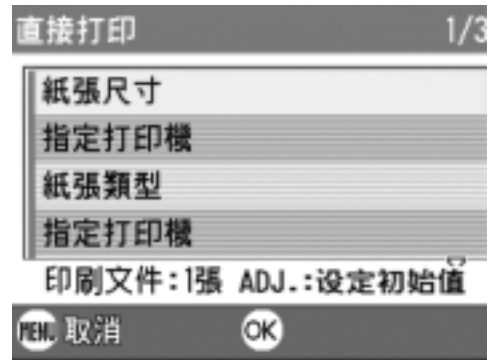 直接打印 1/3
紙張尺寸
指定打印機
紙張類型
指定打印機
印刷文件:1張 ADJ.:设定初始值
MENU 取消 OK